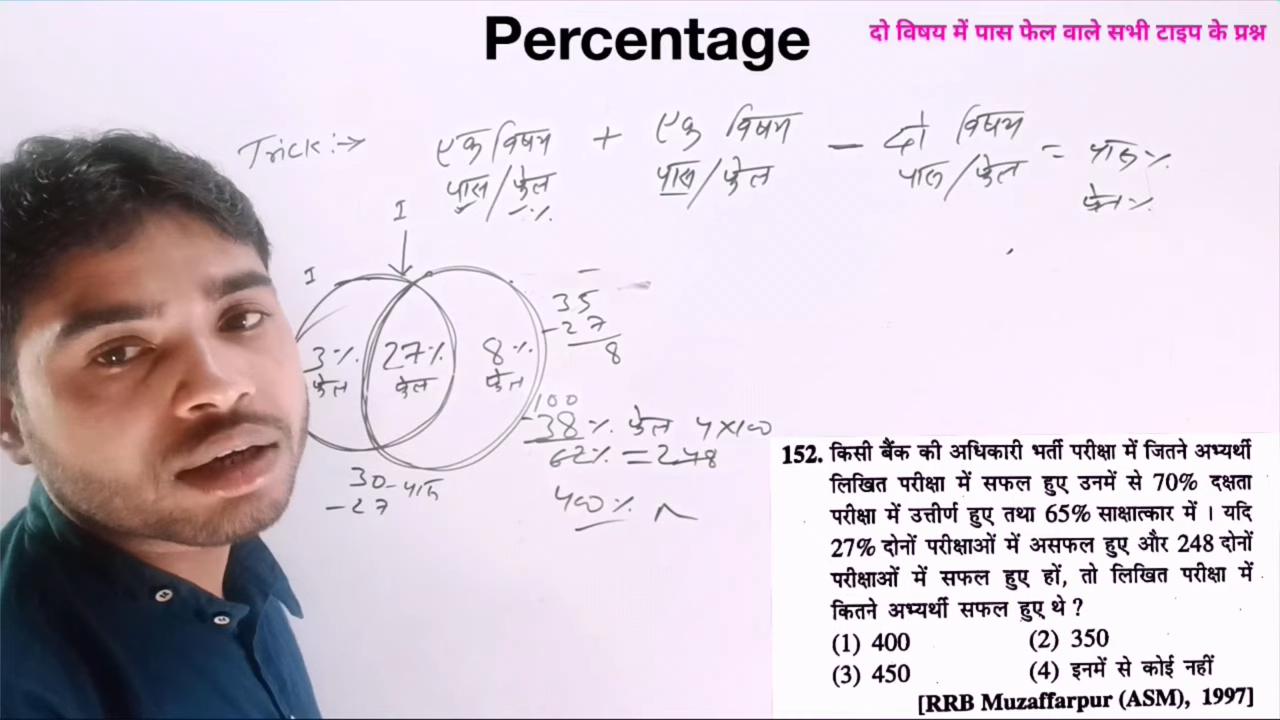 Percentage
दो विषय में पास फेल वाले सभी टाइप के प्रश्न
Trick:→ एक विषय + एक विषय - दो विषय = पास%
पास/फेल% पास/फेल पास/फेल फेल%
I
I
3% 27% 8%
फेल फेल फेल
35
-27
8
100
-38% फेल 4×100
62% = 248
400%
30-
-27
152. किसी बैंक की अधिकारी भर्ती परीक्षा में जितने अभ्यर्थी
लिखित परीक्षा में सफल हुए उनमें से 70% दक्षता
परीक्षा में उत्तीर्ण हुए तथा 65% साक्षात्कार में । यदि
27% दोनों परीक्षाओं में असफल हुए और 248 दोनों
परीक्षाओं में सफल हुए हों, तो लिखित परीक्षा में
कितने अभ्यर्थी सफल हुए थे ?
(1) 400 (2) 350
(3) 450 (4) इनमें से कोई नहीं
[RRB Muzaffarpur (ASM), 1997]